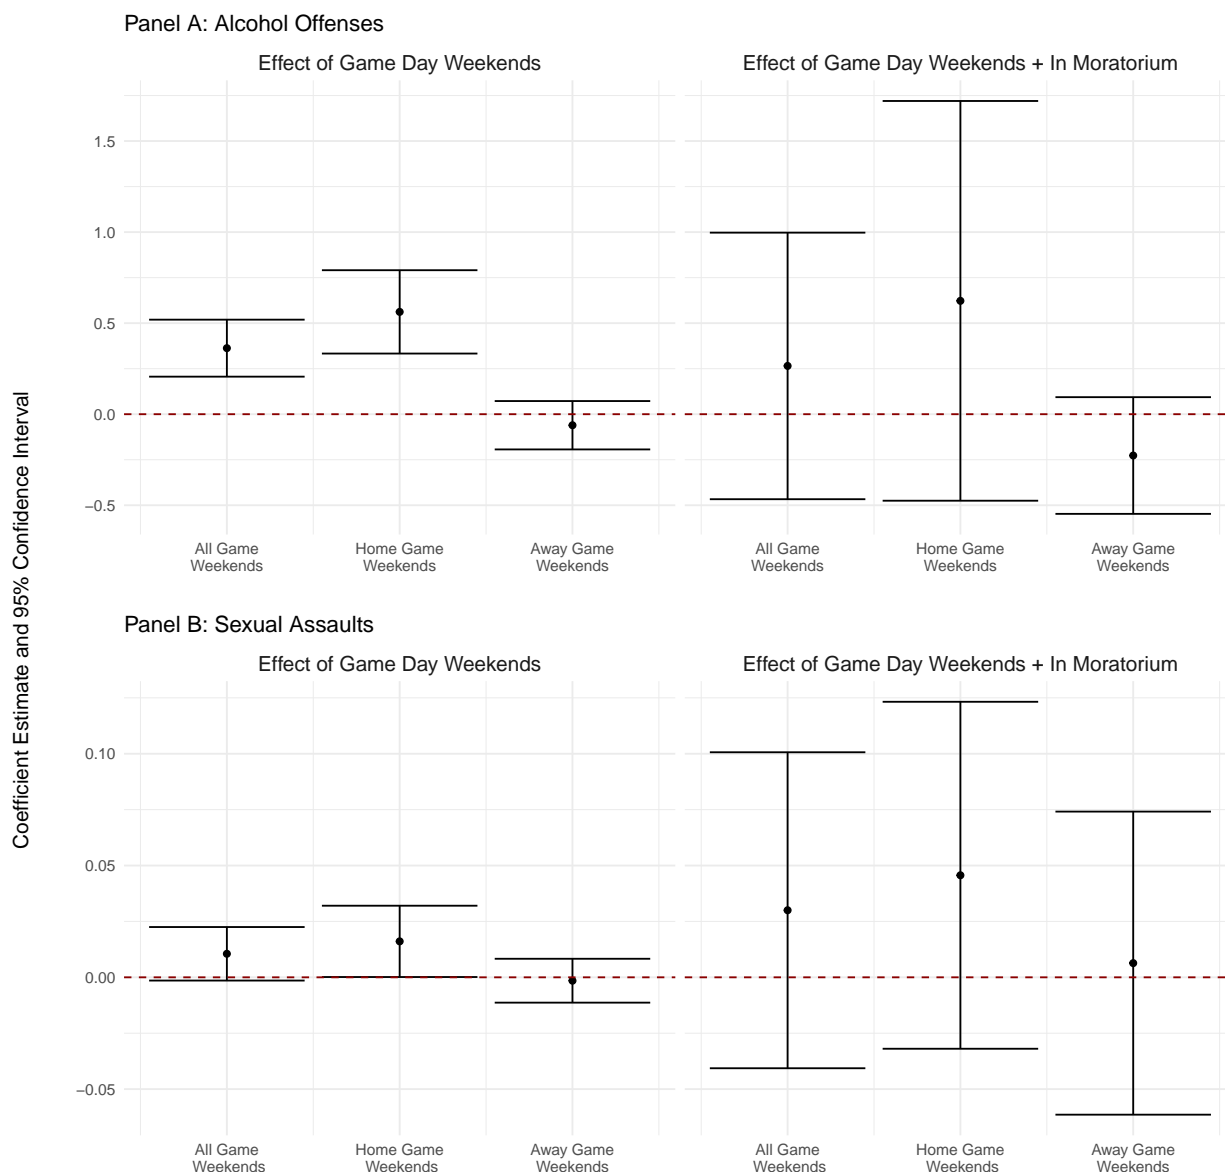 Panel A: Alcohol Offenses
Effect of Game Day Weekends
Effect of Game Day Weekends + In Moratorium
1.5
1.0
0.5
0.0
−0.5
All Game
Weekends
Home Game
Weekends
Away Game
Weekends
All Game
Weekends
Home Game
Weekends
Away Game
Weekends
Coefficient Estimate and 95% Confidence Interval
Panel B: Sexual Assaults
Effect of Game Day Weekends
Effect of Game Day Weekends + In Moratorium
0.10
0.05
0.00
−0.05
All Game
Weekends
Home Game
Weekends
Away Game
Weekends
All Game
Weekends
Home Game
Weekends
Away Game
Weekends